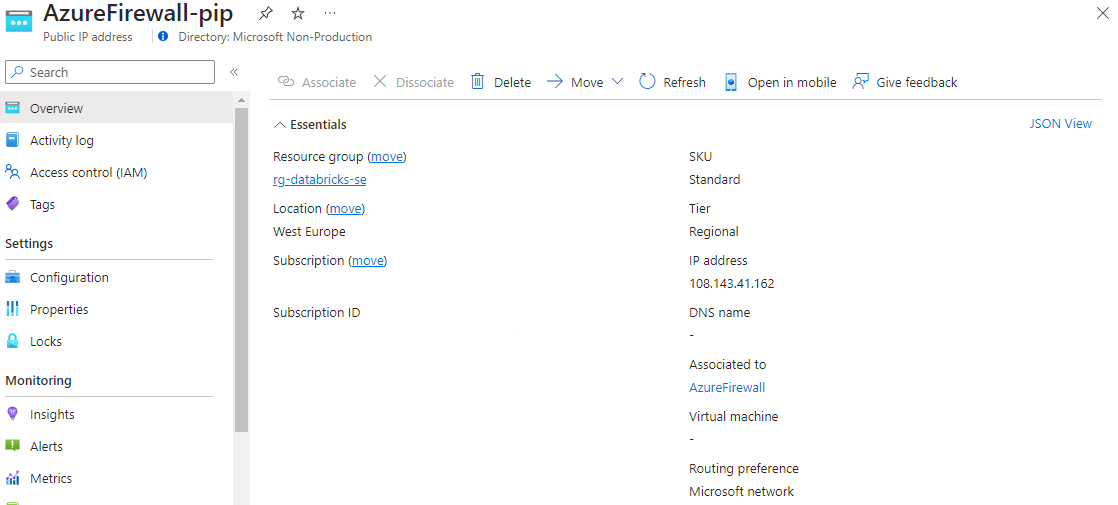 AzureFirewall-pip
Public IP address
Directory: Microsoft Non-Production
Search
Overview
Activity log
Access control (IAM)
Tags
Settings
Configuration
Properties
Locks
Monitoring
Insights
Alerts
Metrics
Associate
Dissociate
Delete
Move
Refresh
Open in mobile
Give feedback
Essentials
JSON View
Resource group (move)
rg-databricks-se
Location (move)
West Europe
Subscription (move)
Subscription ID
SKU
Standard
Tier
Regional
IP address
108.143.41.162
DNS name
-
Associated to
AzureFirewall
Virtual machine
-
Routing preference
Microsoft network